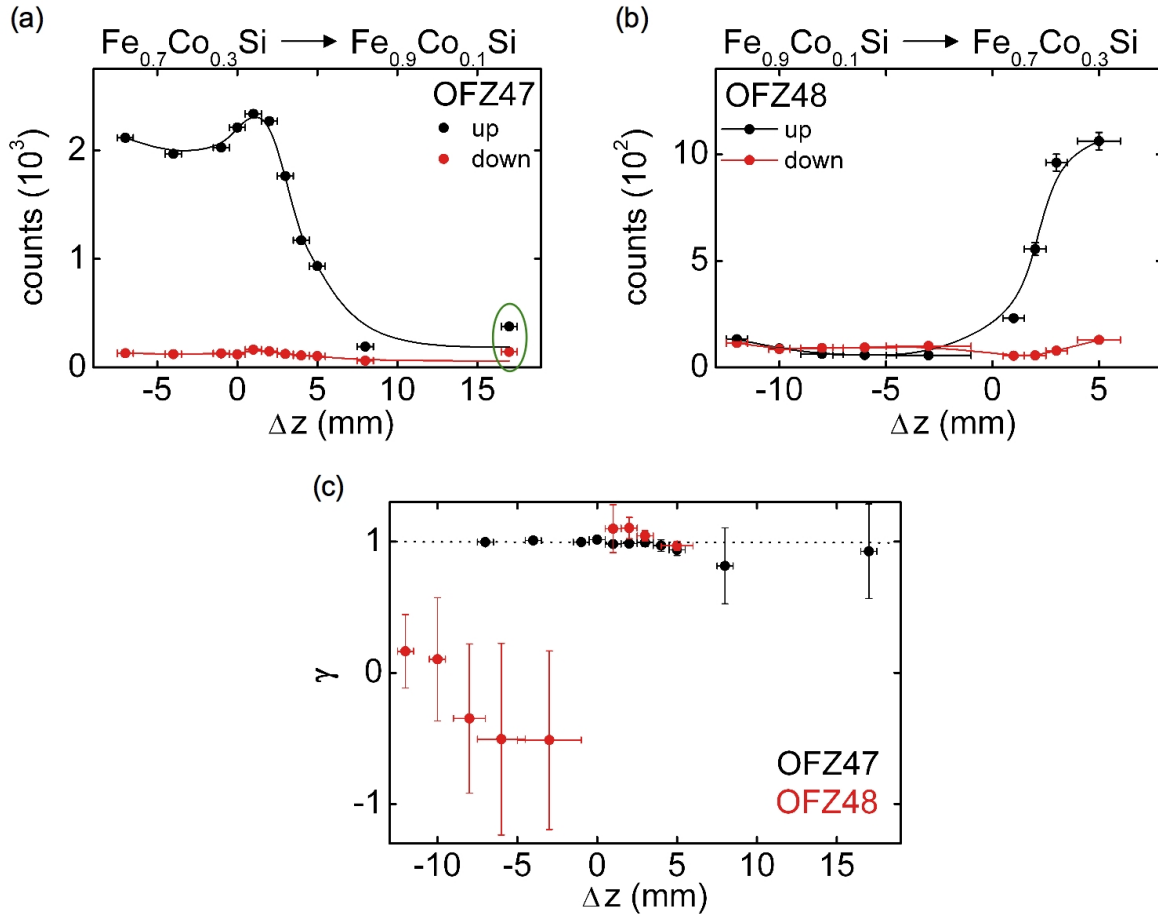 (a)
Fe0.7Co0.3Si → Fe0.9Co0.1Si
OFZ47
up
down
counts (10³)
2
1
0
-5 0 5 10 15
Δz (mm)
(b)
Fe0.9Co0.1Si → Fe0.7Co0.3Si
OFZ48
up
down
counts (10²)
10
5
0
-10 -5 0 5
Δz (mm)
(c)
γ
1
0
-1
OFZ47
OFZ48
-10 -5 0 5 10 15
Δz (mm)